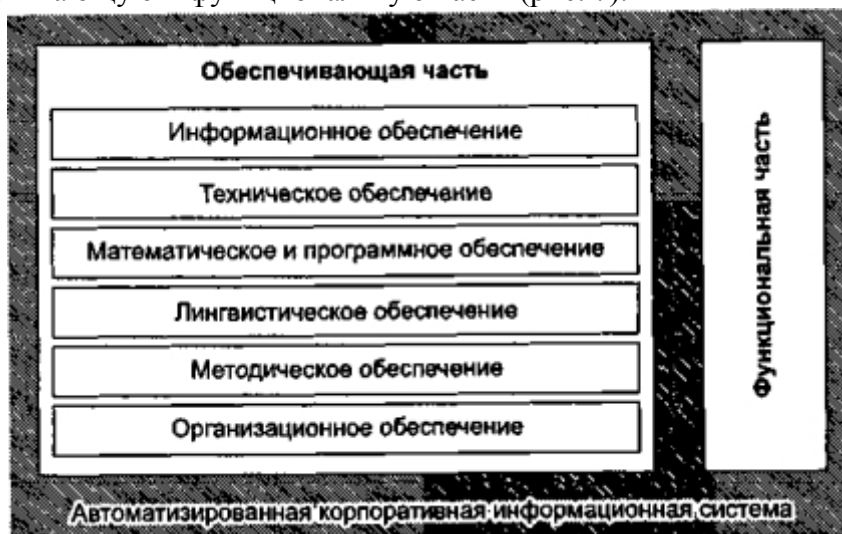 Обеспечивающая часть
Информационное обеспечение
Техническое обеспечение
Математическое и программное обеспечение
Лингвистическое обеспечение
Методическое обеспечение
Организационное обеспечение
Функциональная часть
Автоматизированная корпоративная информационная система